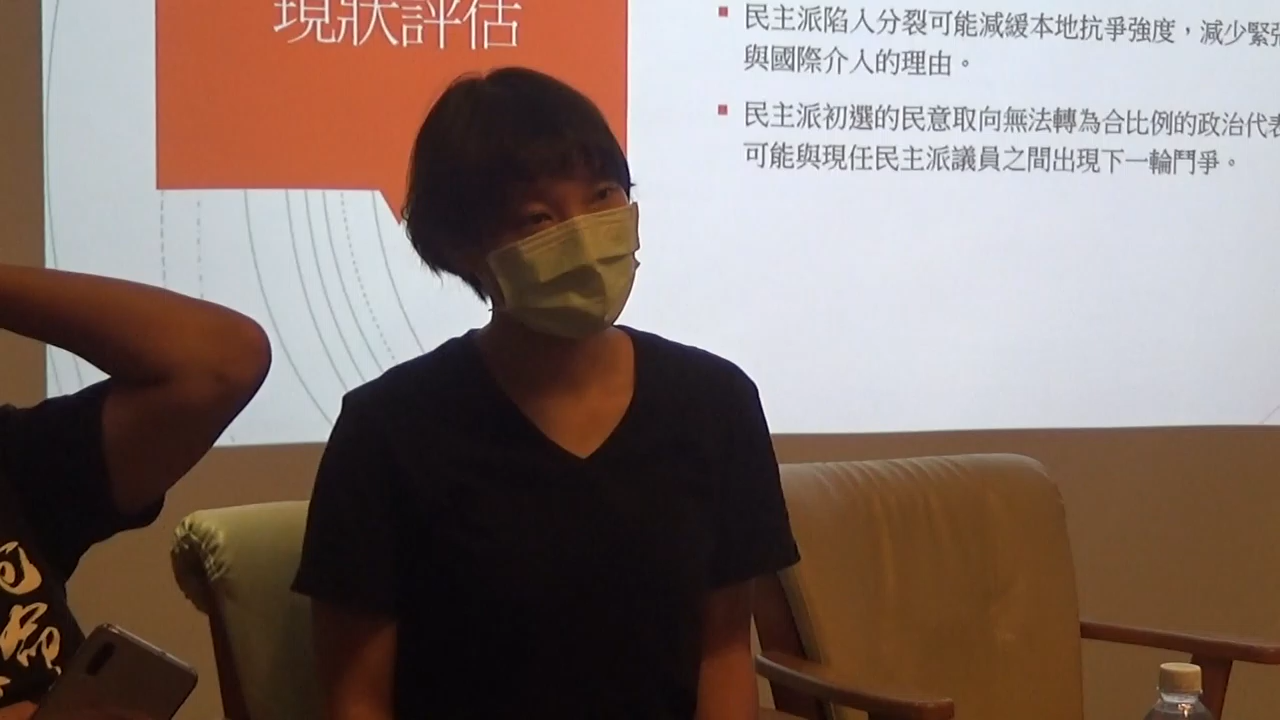 現狀評估
民主派陷入分裂可能減緩本地抗爭強度，減少緊張
與國際介入的理由。
民主派初選的民意取向無法轉為合比例的政治代表
可能與現任民主派議員之間出現下一輪鬥爭。